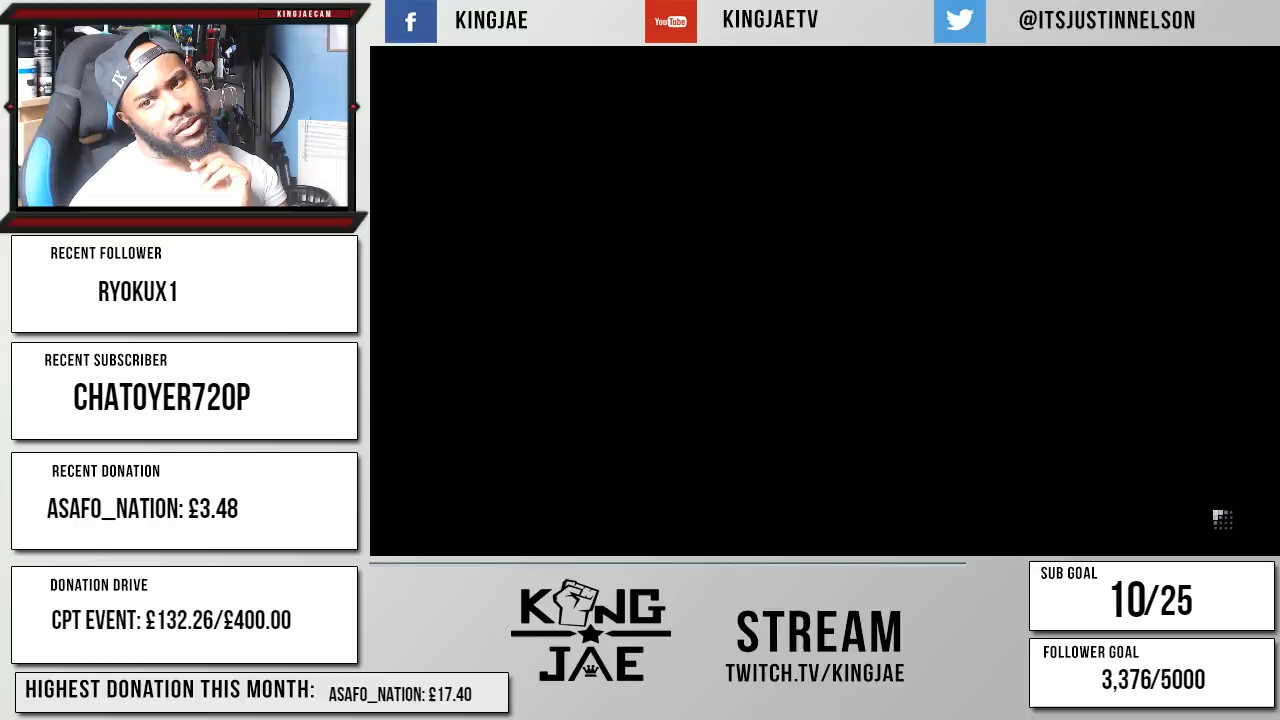 KINGJAECAM
KINGJAE
YouTube
KINGJAETV
@ITSJUSTINNELSON
LX
RECENT FOLLOWER
RYOKUX1
RECENT SUBSCRIBER
CHATOYER720P
RECENT DONATION
ASAFO_NATION: £3.48
DONATION DRIVE
CPT EVENT: £132.26/£400.00
HIGHEST DONATION THIS MONTH: ASAFO_NATION: £17.40
KING
JAE
STREAM
TWITCH.TV/KINGJAE
SUB GOAL
10/25
FOLLOWER GOAL
3,376/5000